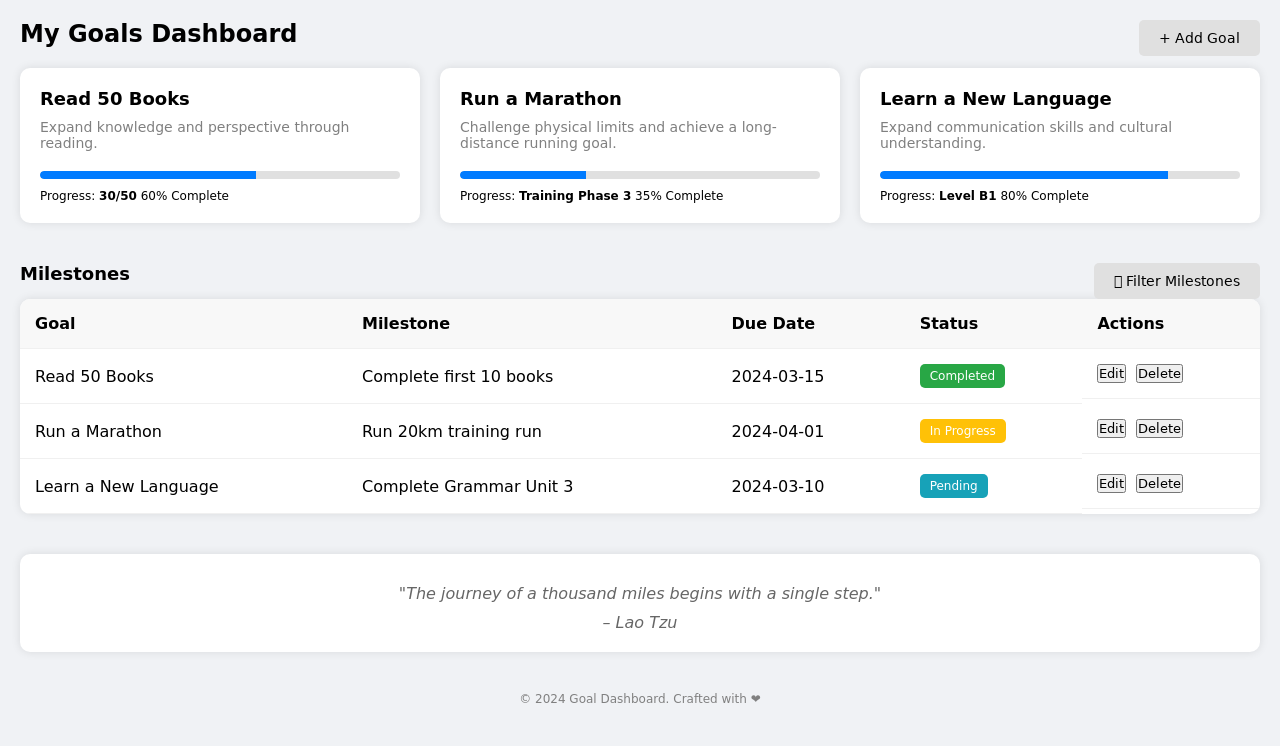 My Goals Dashboard
+ Add Goal
Read 50 Books
Expand knowledge and perspective through
reading.
Progress: 30/50 60% Complete
Run a Marathon
Challenge physical limits and achieve a long-
distance running goal.
Progress: Training Phase 3 35% Complete
Learn a New Language
Expand communication skills and cultural
understanding.
Progress: Level B1 80% Complete
Milestones
Filter Milestones
Goal Milestone Due Date Status Actions
Read 50 Books Complete first 10 books 2024-03-15 Completed Edit Delete
Run a Marathon Run 20km training run 2024-04-01 In Progress Edit Delete
Learn a New Language Complete Grammar Unit 3 2024-03-10 Pending Edit Delete
"The journey of a thousand miles begins with a single step."
– Lao Tzu
© 2024 Goal Dashboard. Crafted with ❤